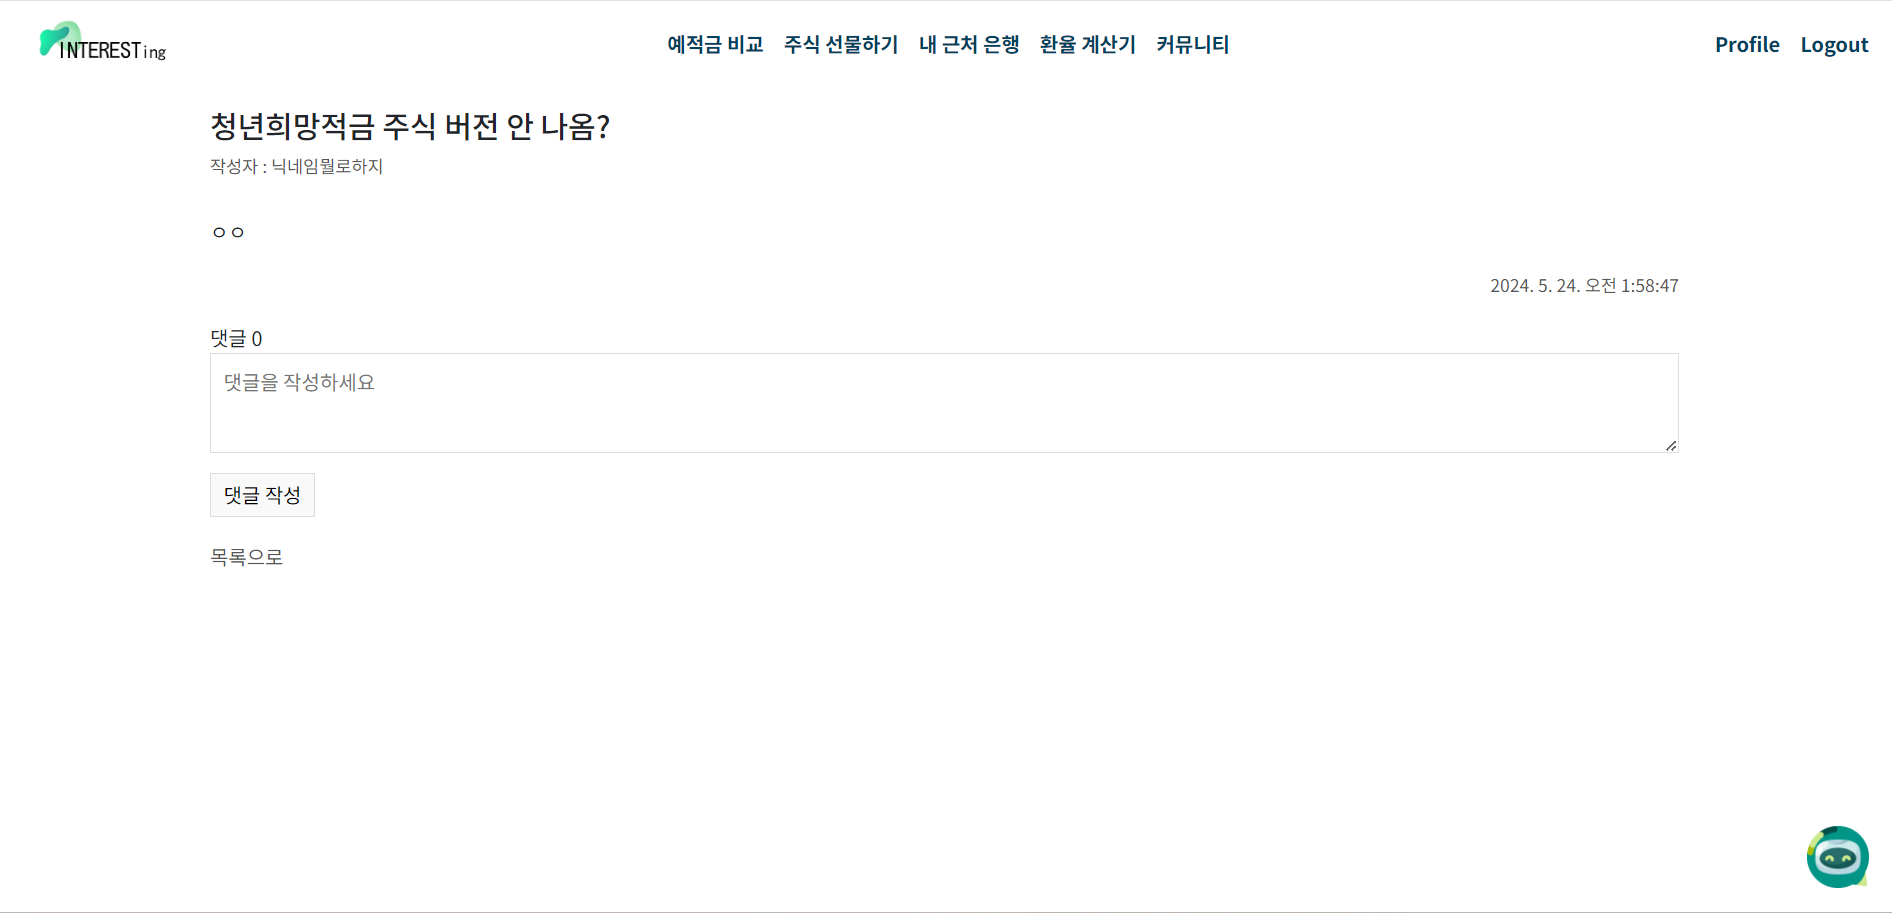 INTERESTing
예적금 비교 주식 선물하기 내 근처 은행 환율 계산기 커뮤니티
Profile Logout
청년희망적금 주식 버전 안 나옴?
작성자 : 닉네임뭘로하지
ㅇㅇ
2024. 5. 24. 오전 1:58:47
댓글 0
댓글을 작성하세요
댓글 작성
목록으로